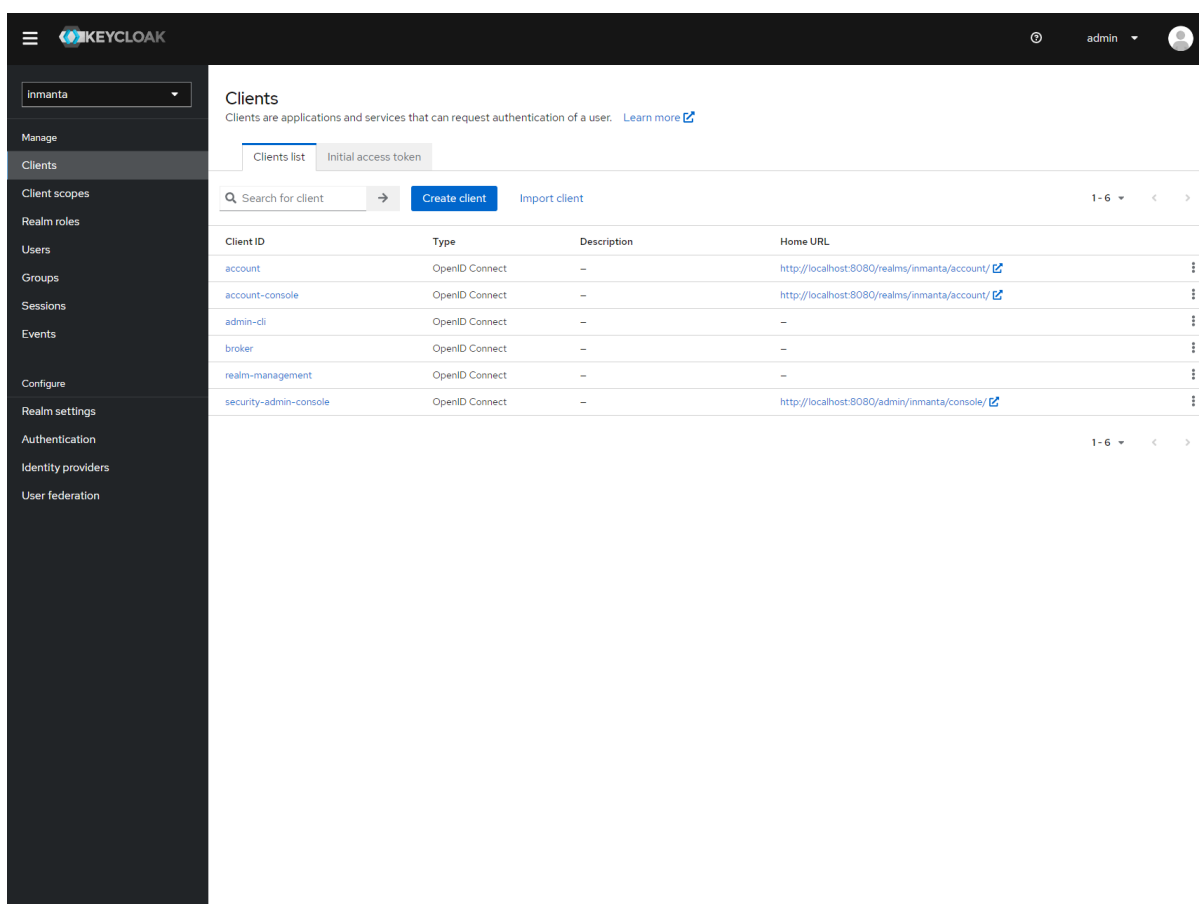 KEYCLOAK
admin
inmanta
Manage
Clients
Client scopes
Realm roles
Users
Groups
Sessions
Events
Configure
Realm settings
Authentication
Identity providers
User federation
Clients
Clients are applications and services that can request authentication of a user. Learn more
Clients list Initial access token
Search for client Create client Import client 1-6
Client ID Type Description Home URL
account OpenID Connect – http://localhost:8080/realms/inmanta/account/
account-console OpenID Connect – http://localhost:8080/realms/inmanta/account/
admin-cli OpenID Connect – –
broker OpenID Connect – –
realm-management OpenID Connect – –
security-admin-console OpenID Connect – http://localhost:8080/admin/inmanta/console/
1-6